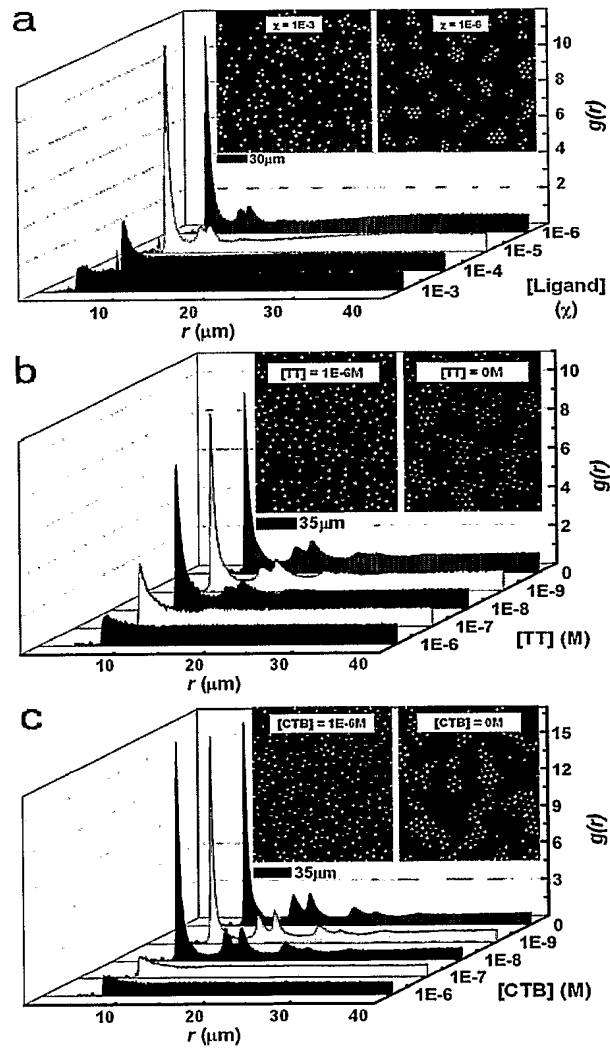 a
χ = 1E-3
χ = 1E-6
10
8
6
4
2
g(r)
30μm
1E-6
1E-5
1E-4
1E-3
[Ligand]
(χ)
10
20
30
40
r (μm)
b
[TT] = 1E-6M
[TT] = 0M
10
8
6
4
2
0
g(r)
35μm
1E-9
1E-8
1E-7
1E-6
[TT] (M)
10
20
30
40
r (μm)
c
[CTB] = 1E-6M
[CTB] = 0M
15
12
9
6
3
0
g(r)
35μm
1E-9
1E-8
1E-7
1E-6
[CTB] (M)
10
20
30
40
r (μm)